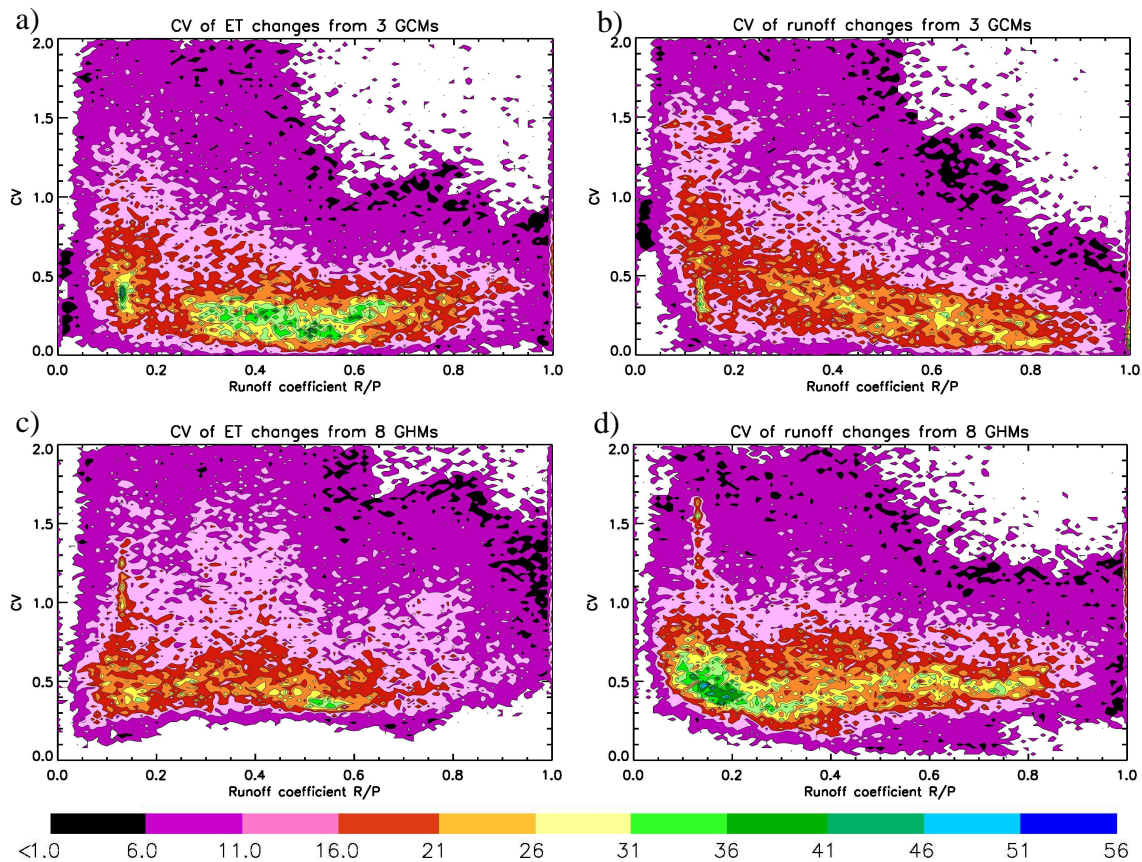 a)
CV of ET changes from 3 GCMs
2.0
1.5
1.0
0.5
0.0
CV
0.0 0.2 0.4 0.6 0.8 1.0
Runoff coefficient R/P
b)
CV of runoff changes from 3 GCMs
2.0
1.5
1.0
0.5
0.0
CV
0.0 0.2 0.4 0.6 0.8 1.0
Runoff coefficient R/P
c)
CV of ET changes from 8 GHMs
2.0
1.5
1.0
0.5
0.0
CV
0.0 0.2 0.4 0.6 0.8 1.0
Runoff coefficient R/P
d)
CV of runoff changes from 8 GHMs
2.0
1.5
1.0
0.5
0.0
CV
0.0 0.2 0.4 0.6 0.8 1.0
Runoff coefficient R/P
<1.0 6.0 11.0 16.0 21 26 31 36 41 46 51 56